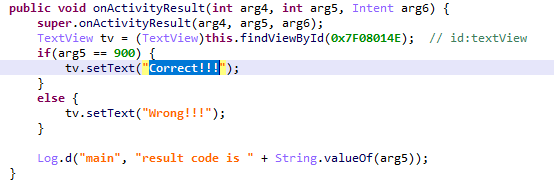 public void onActivityResult(int arg4, int arg5, Intent arg6) {
super.onActivityResult(arg4, arg5, arg6);
TextView tv = (TextView)this.findViewById(0x7F08014E);  // id:textView
if(arg5 == 900) {
tv.setText("Correct!!!");
}
else {
tv.setText("Wrong!!!");
}
Log.d("main", "result code is " + String.valueOf(arg5));
}